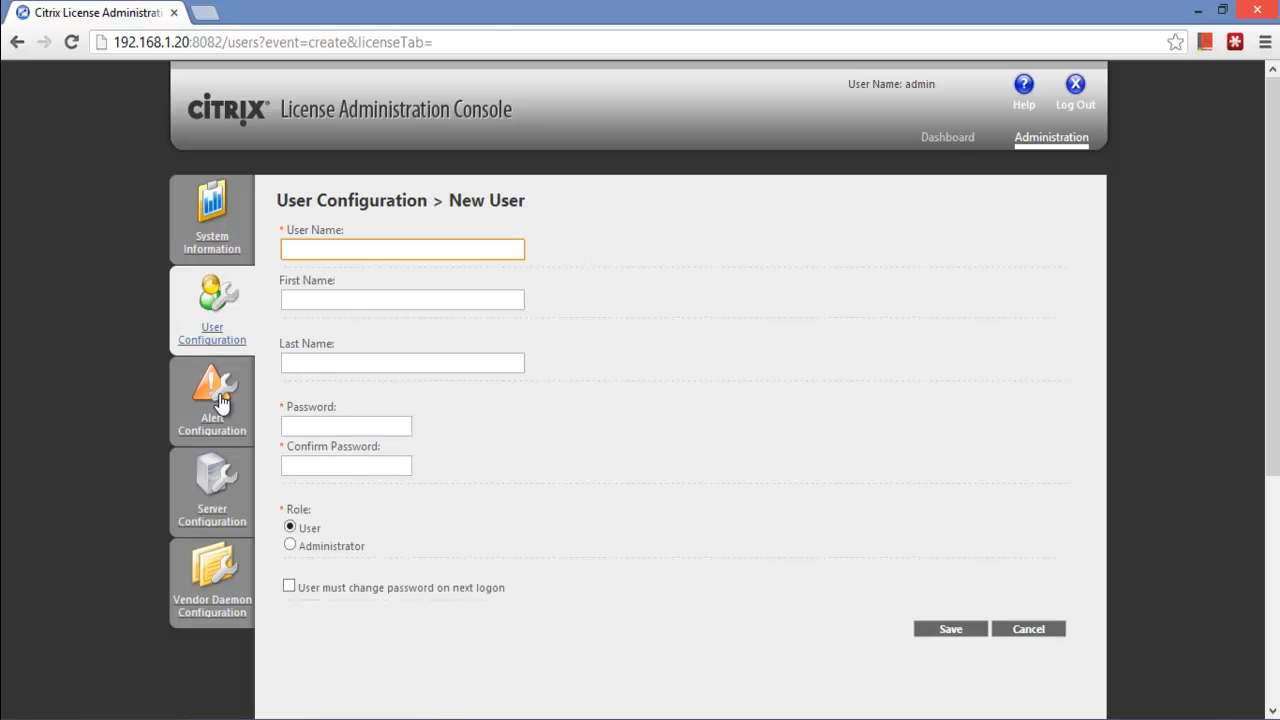 Citrix License Administrati
192.168.1.20:8082/users?event=create&licenseTab=
User Name: admin
Help
Log Out
CITRIX License Administration Console
Dashboard
Administration
System
Information
User
Configuration
Alert
Configuration
Server
Configuration
Vendor Daemon
Configuration
User Configuration > New User
* User Name:
First Name:
Last Name:
* Password:
* Confirm Password:
* Role:
User
Administrator
User must change password on next logon
Save
Cancel